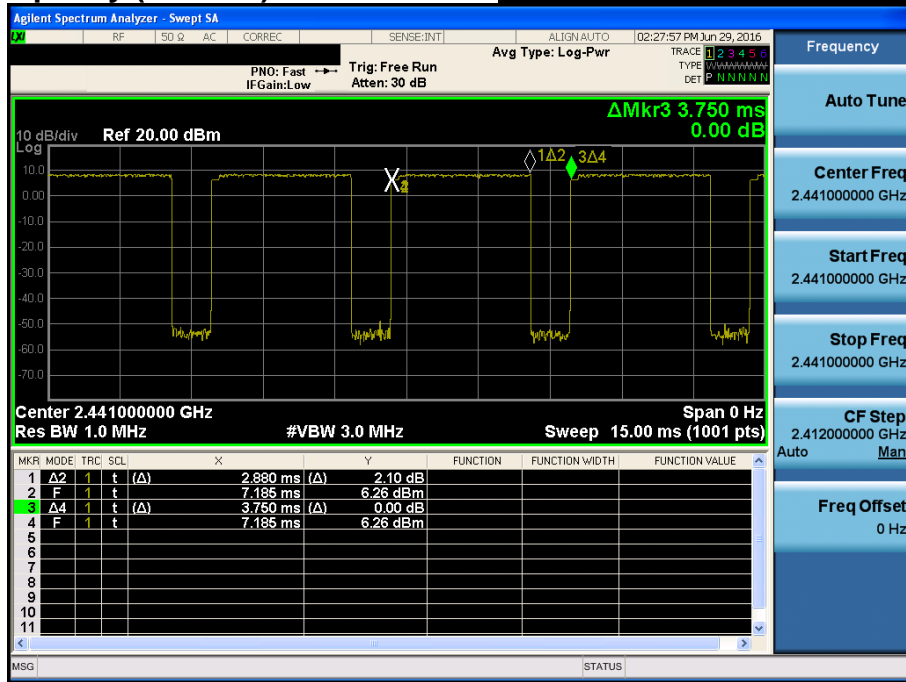 Agilent Spectrum Analyzer - Swept SA
LXI RF 50 Ω AC CORREC SENSE:INT ALIGN AUTO 02:27:57 PM Jun 29, 2016
Frequency
Avg Type: Log-Pwr
TRACE 1 2 3 4 5 6
PNO: Fast Trig: Free Run
TYPE WWWWWW
IFGain:Low Atten: 30 dB
DET P N N N N N
Auto Tune
ΔMkr3 3.750 ms
0.00 dB
10 dB/div Ref 20.00 dBm
Log
1Δ2 3Δ4
10.0
0.00
-10.0
-20.0
-30.0
-40.0
-50.0
-60.0
-70.0
Center Freq
2.441000000 GHz
Start Freq
2.441000000 GHz
Stop Freq
2.441000000 GHz
CF Step
2.412000000 GHz
Auto Man
Freq Offset
0 Hz
Center 2.441000000 GHz Span 0 Hz
Res BW 1.0 MHz #VBW 3.0 MHz Sweep 15.00 ms (1001 pts)
MKR MODE TRC SCL X Y FUNCTION FUNCTION WIDTH FUNCTION VALUE
1 Δ2 1 t (Δ) 2.880 ms (Δ) 2.10 dB
2 F 1 t 7.185 ms 6.26 dBm
3 Δ4 1 t (Δ) 3.750 ms (Δ) 0.00 dB
4 F 1 t 7.185 ms 6.26 dBm
5
6
7
8
9
10
11
MSG STATUS